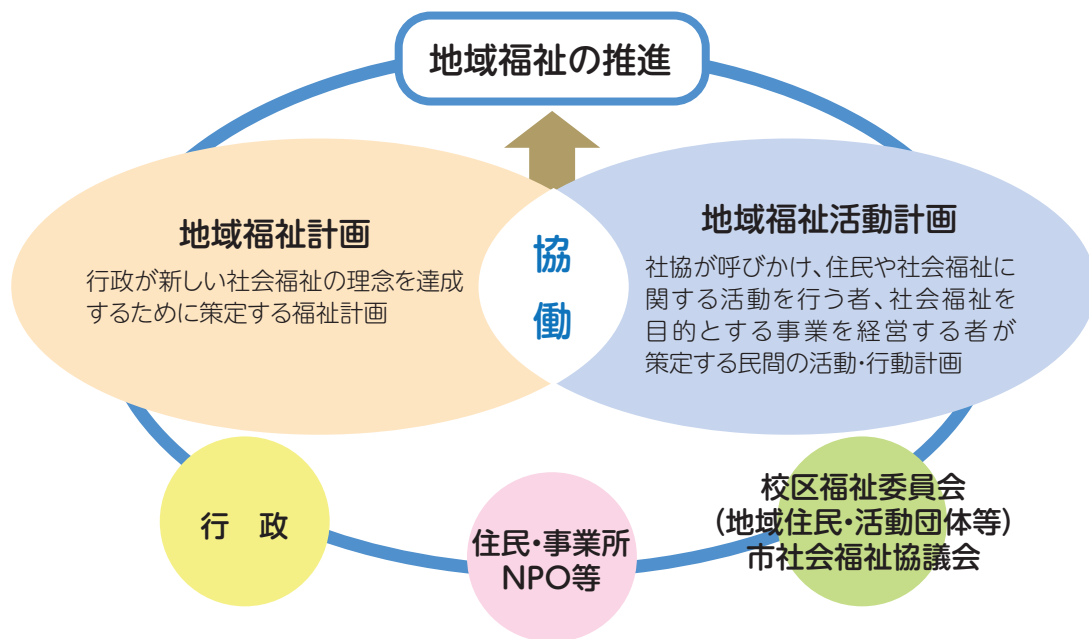 地域福祉の推進
地域福祉計画
行政が新しい社会福祉の理念を達成
するために策定する福祉計画
協
働
地域福祉活動計画
社協が呼びかけ、住民や社会福祉に
関する活動を行う者、社会福祉を
目的とする事業を経営する者が
策定する民間の活動・行動計画
行　政
住民・事業所
NPO等
校区福祉委員会
(地域住民・活動団体等)
市社会福祉協議会